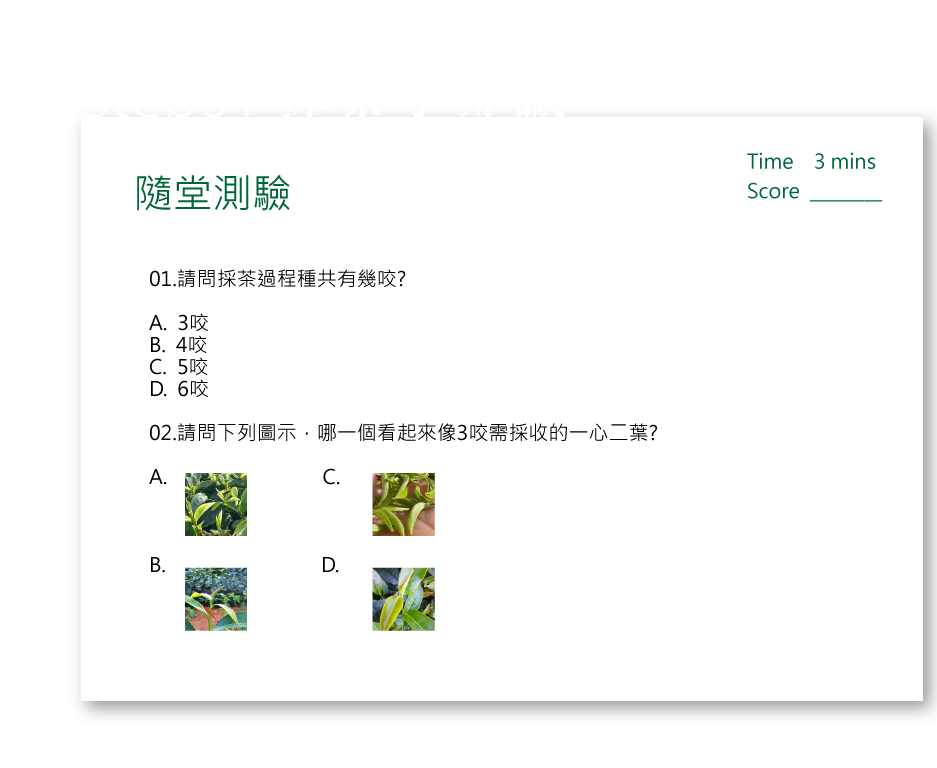 Time 3 mins
隨堂測驗
Score ______
01.請問採茶過程種共有幾咬?
A. 3咬
B. 4咬
C. 5咬
D. 6咬
02.請問下列圖示，哪一個看起來像3咬需採收的一心二葉?
A. C.
B. D.